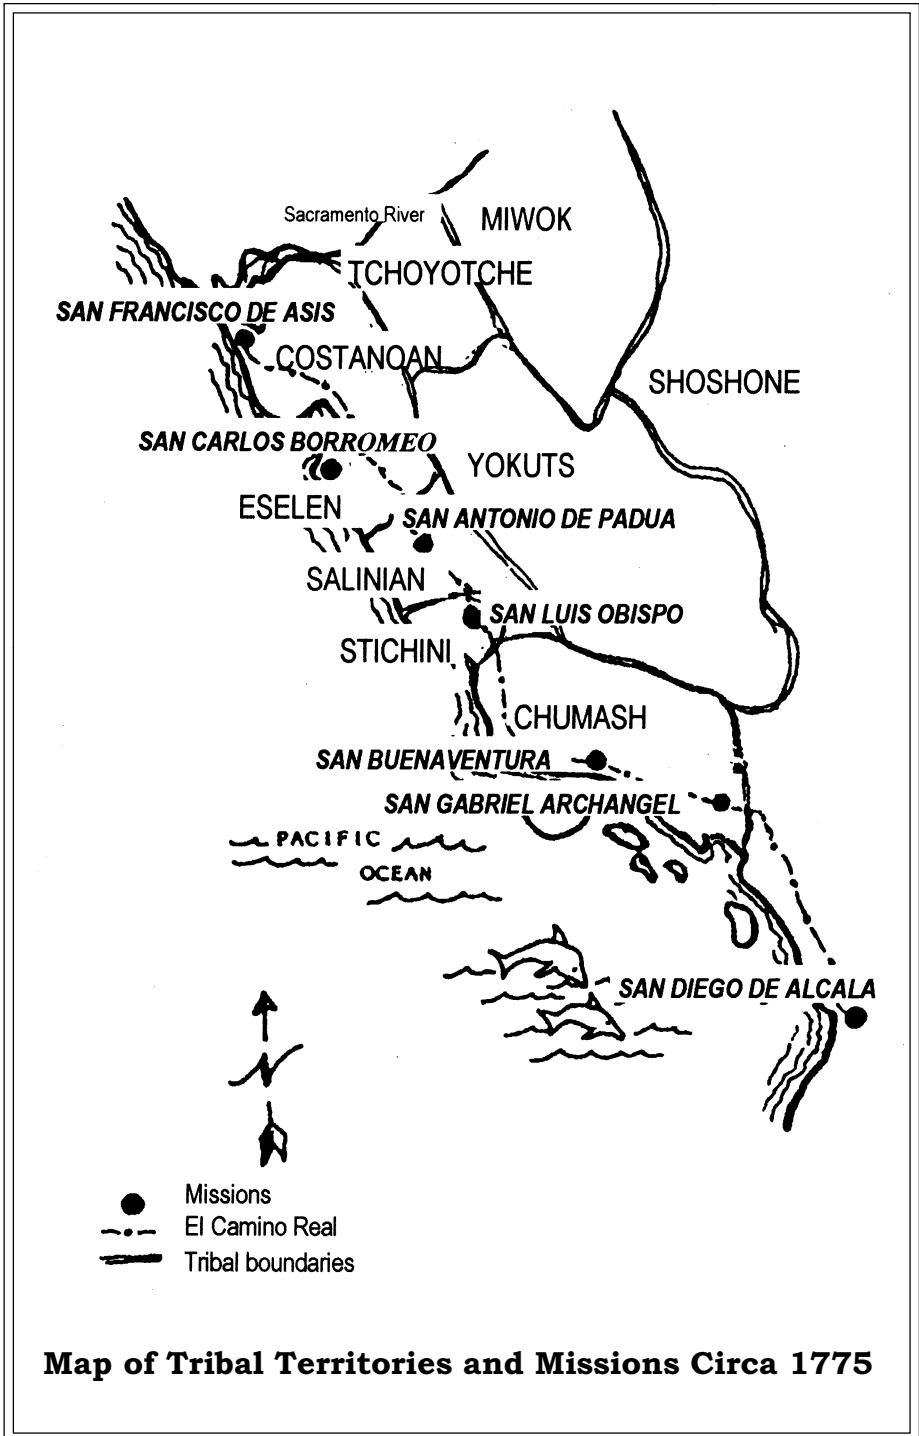 Sacramento River
MIWOK
TCHOYOTCHE
SAN FRANCISCO DE ASIS
COSTANOAN
SHOSHONE
SAN CARLOS BORROMEO
YOKUTS
ESELEN
SAN ANTONIO DE PADUA
SALINIAN
SAN LUIS OBISPO
STICHINI
CHUMASH
SAN BUENAVENTURA
SAN GABRIEL ARCHANGEL
PACIFIC
OCEAN
SAN DIEGO DE ALCALA
N
Missions
El Camino Real
Tribal boundaries
Map of Tribal Territories and Missions Circa 1775